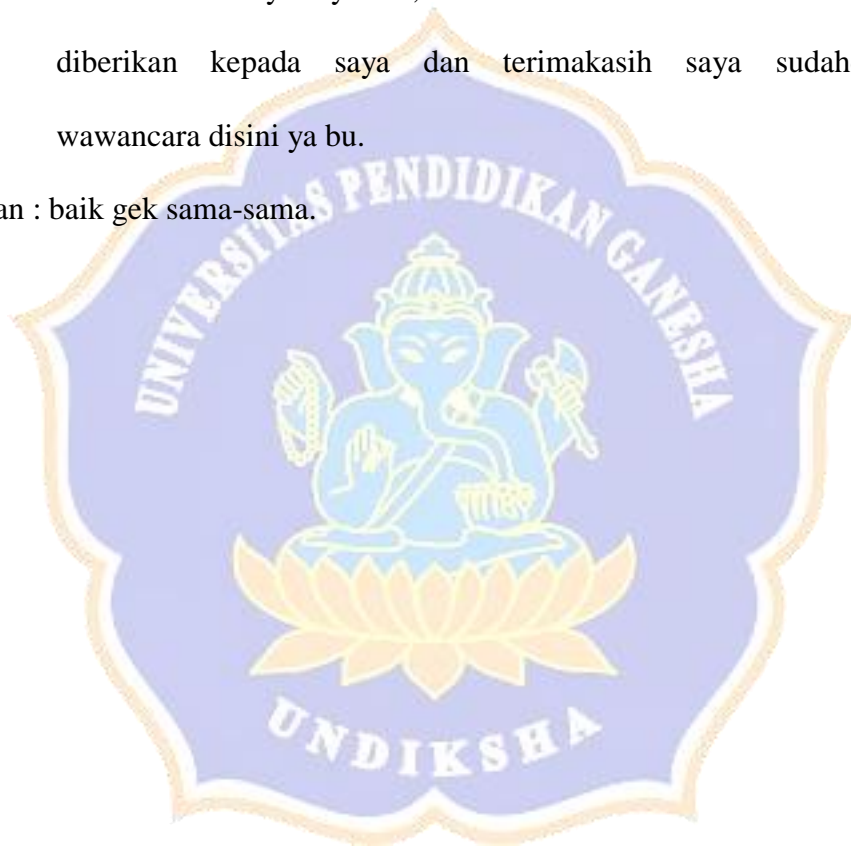 diberikan kepada saya dan terimakasih saya sudah
wawancara disini ya bu.
an : baik gek sama-sama.
UNIVERSITAS PENDIDIKAN GANESHA
UNDIKSHA